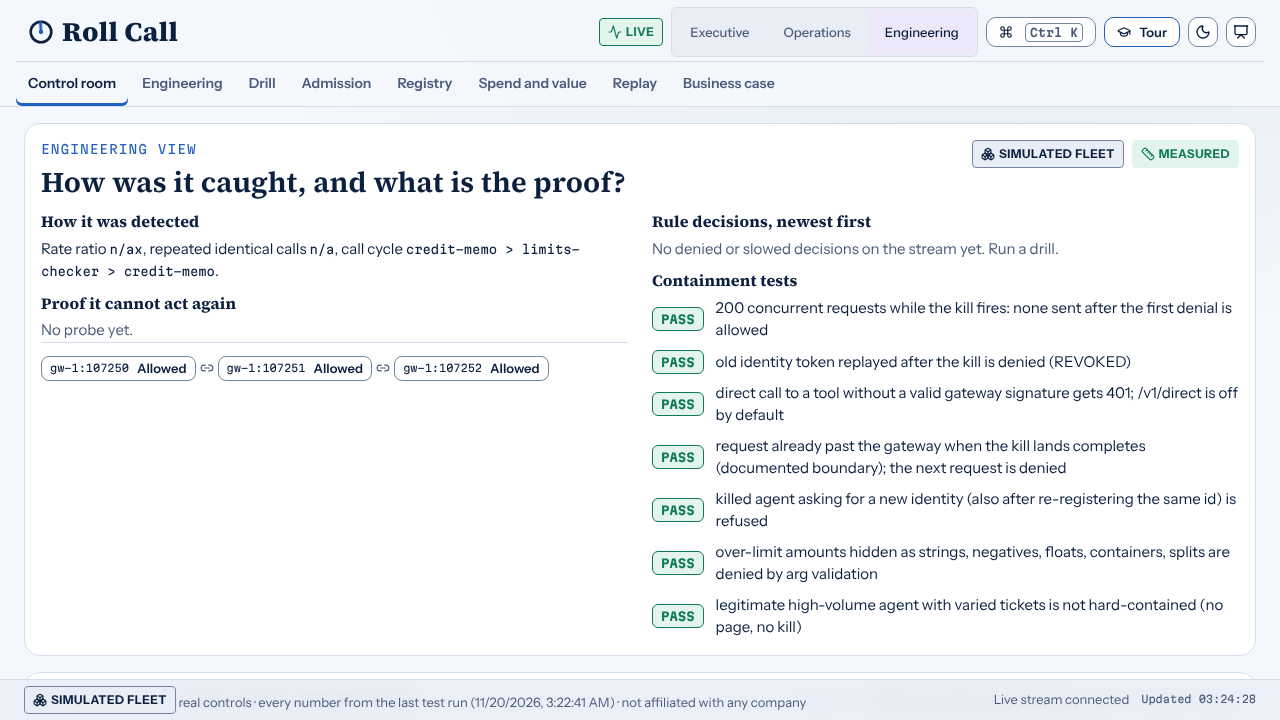 Roll Call
LIVE
Executive
Operations
Engineering
⌘ Ctrl K
Tour
Control room
Engineering
Drill
Admission
Registry
Spend and value
Replay
Business case
ENGINEERING VIEW
SIMULATED FLEET
MEASURED
How was it caught, and what is the proof?
How it was detected
Rate ratio n/ax, repeated identical calls n/a, call cycle credit-memo > limits-
checker > credit-memo.
Proof it cannot act again
No probe yet.
gw-1:107250 Allowed
gw-1:107251 Allowed
gw-1:107252 Allowed
Rule decisions, newest first
No denied or slowed decisions on the stream yet. Run a drill.
Containment tests
PASS
200 concurrent requests while the kill fires: none sent after the first denial is
allowed
PASS
old identity token replayed after the kill is denied (REVOKED)
PASS
direct call to a tool without a valid gateway signature gets 401; /v1/direct is off
by default
PASS
request already past the gateway when the kill lands completes
(documented boundary); the next request is denied
PASS
killed agent asking for a new identity (also after re-registering the same id) is
refused
PASS
over-limit amounts hidden as strings, negatives, floats, containers, splits are
denied by arg validation
PASS
legitimate high-volume agent with varied tickets is not hard-contained (no
page, no kill)
SIMULATED FLEET
real controls · every number from the last test run (11/20/2026, 3:22:41 AM) · not affiliated with any company
Live stream connected
Updated 03:24:28